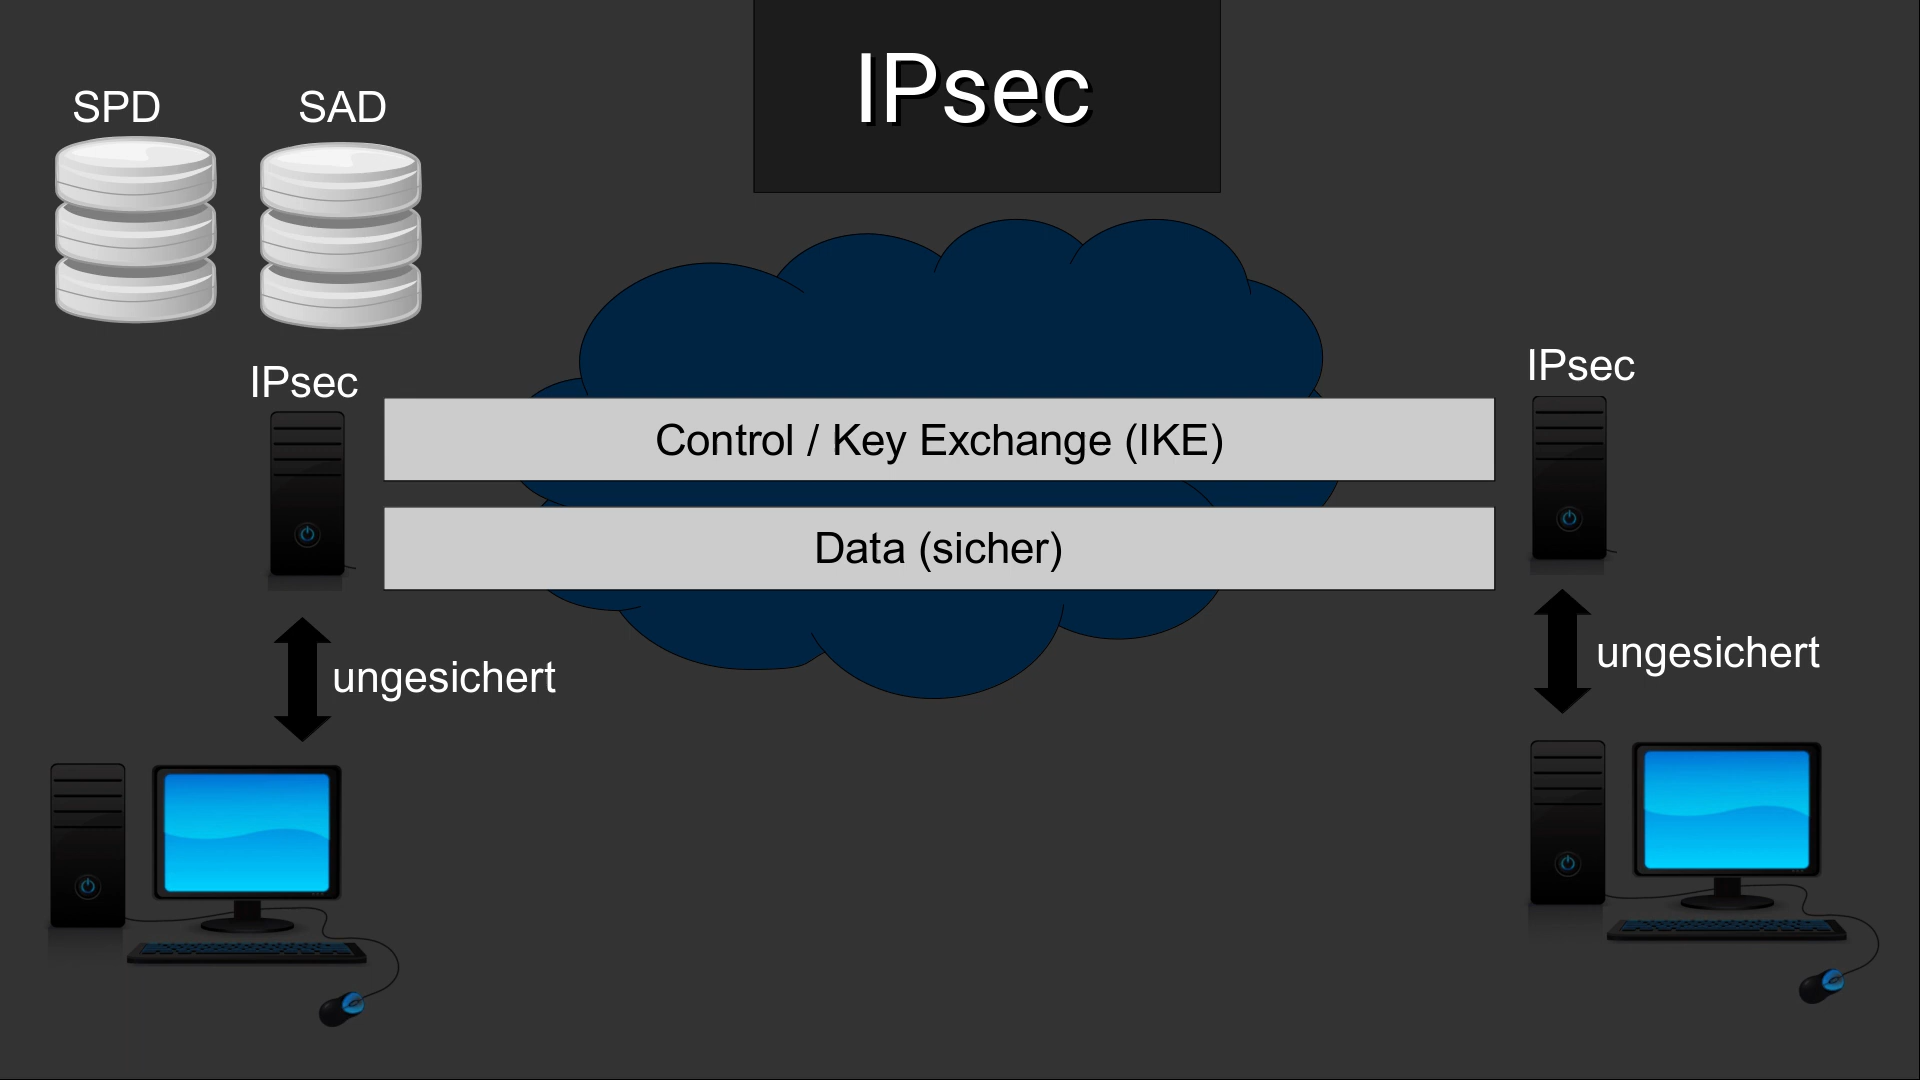 IPsec
SPD
SAD
IPsec
IPsec
Control / Key Exchange (IKE)
Data (sicher)
ungesichert
ungesichert